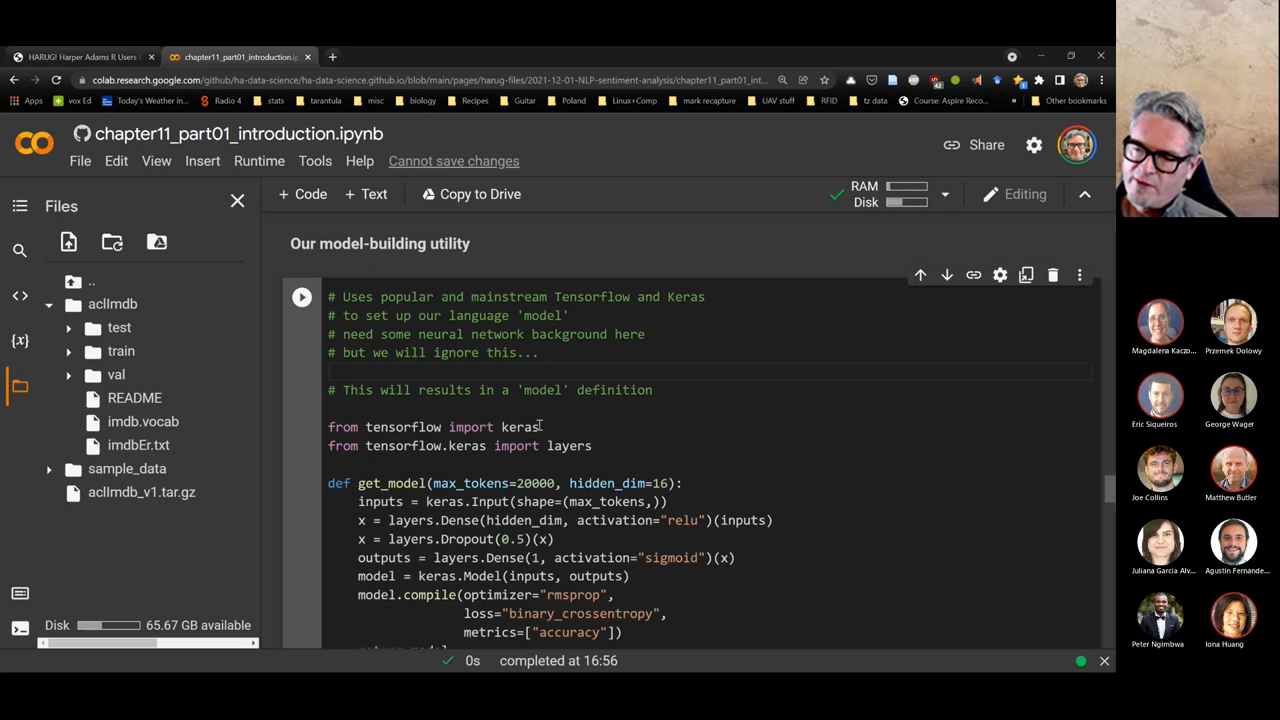 HARUG! Harper Adams R Users
chapter11_part01_introduction.ip
colab.research.google.com/github/ha-data-science/ha-data-science.github.io/blob/main/pages/harug-files/2021-12-01-NLP-sentiment-analysis/chapter11_part01_int...
Apps vox Ed Today's Weather in... Radio 4 stats tarantula misc biology Recipes Guitar Poland Linux+Comp mark recapture UAV stuff RFID tz data Course: Aspire Reco... » Other bookmarks
chapter11_part01_introduction.ipynb
File Edit View Insert Runtime Tools Help Cannot save changes
Share
+ Code + Text Copy to Drive
RAM
Disk
Editing
Files
..
aclImdb
test
train
val
README
imdb.vocab
imdbEr.txt
sample_data
aclImdb_v1.tar.gz
Disk 65.67 GB available
Our model-building utility
# Uses popular and mainstream Tensorflow and Keras
# to set up our language 'model'
# need some neural network background here
# but we will ignore this...
# This will results in a 'model' definition
from tensorflow import keras
from tensorflow.keras import layers
def get_model(max_tokens=20000, hidden_dim=16):
inputs = keras.Input(shape=(max_tokens,))
x = layers.Dense(hidden_dim, activation="relu")(inputs)
x = layers.Dropout(0.5)(x)
outputs = layers.Dense(1, activation="sigmoid")(x)
model = keras.Model(inputs, outputs)
model.compile(optimizer="rmsprop",
loss="binary_crossentropy",
metrics=["accuracy"])
0s completed at 16:56
Magdalena Kaczo...
Przemek Dolowy
Eric Siqueiros
George Wager
Joe Collins
Matthew Butler
Juliana Garcia Alv...
Agustin Fernande...
Peter Ngimbwa
Iona Huang